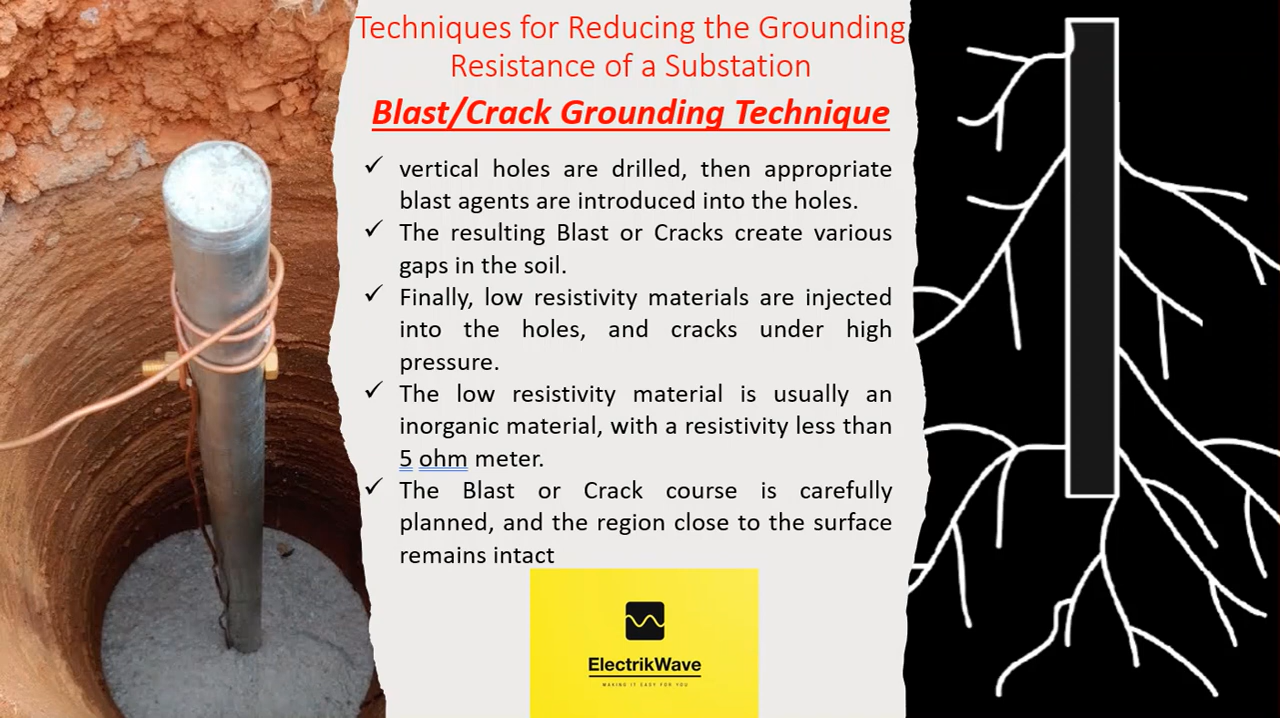 Techniques for Reducing the Grounding
Resistance of a Substation
Blast/Crack Grounding Technique
✓ vertical holes are drilled, then appropriate
blast agents are introduced into the holes.
✓ The resulting Blast or Cracks create various
gaps in the soil.
✓ Finally, low resistivity materials are injected
into the holes, and cracks under high
pressure.
✓ The low resistivity material is usually an
inorganic material, with a resistivity less than
5 ohm meter.
✓ The Blast or Crack course is carefully
planned, and the region close to the surface
remains intact
ElectrikWave
MAKING IT EASY FOR YOU